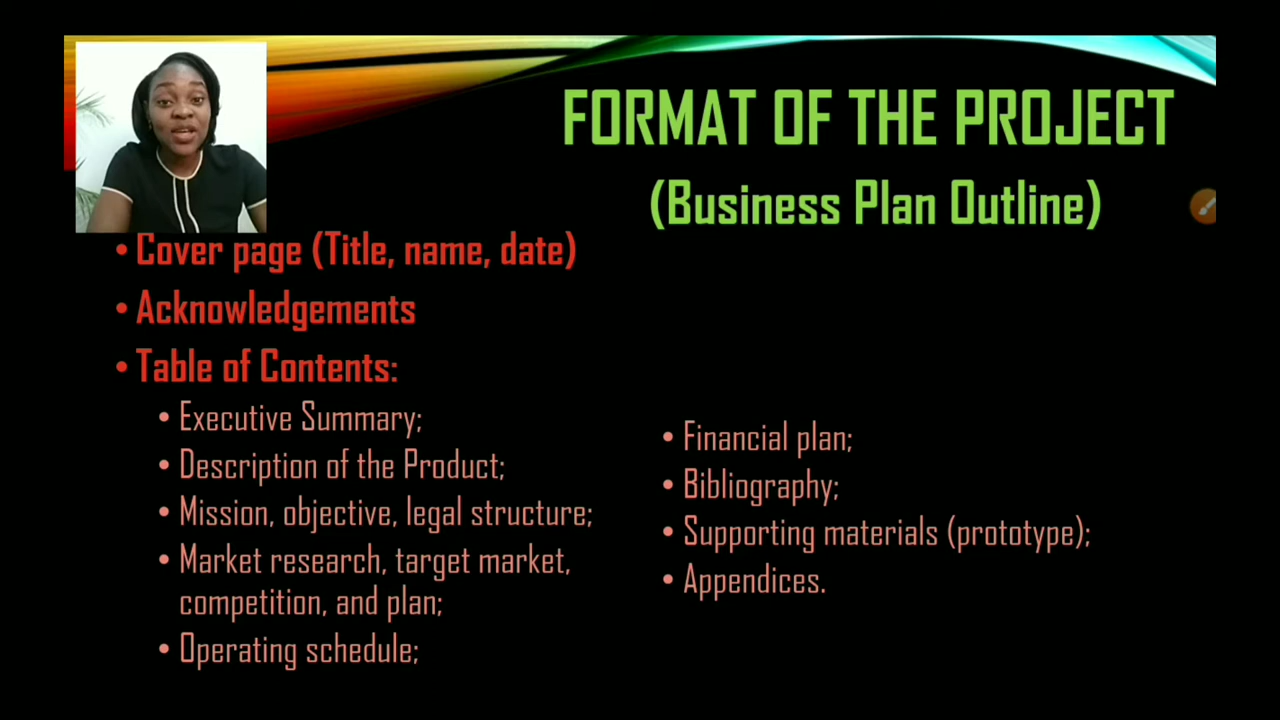 FORMAT OF THE PROJECT
(Business Plan Outline)
• Cover page (Title, name, date)
• Acknowledgements
• Table of Contents:
• Executive Summary;
• Description of the Product;
• Mission, objective, legal structure;
• Market research, target market,
competition, and plan;
• Operating schedule;
• Financial plan;
• Bibliography;
• Supporting materials (prototype);
• Appendices.